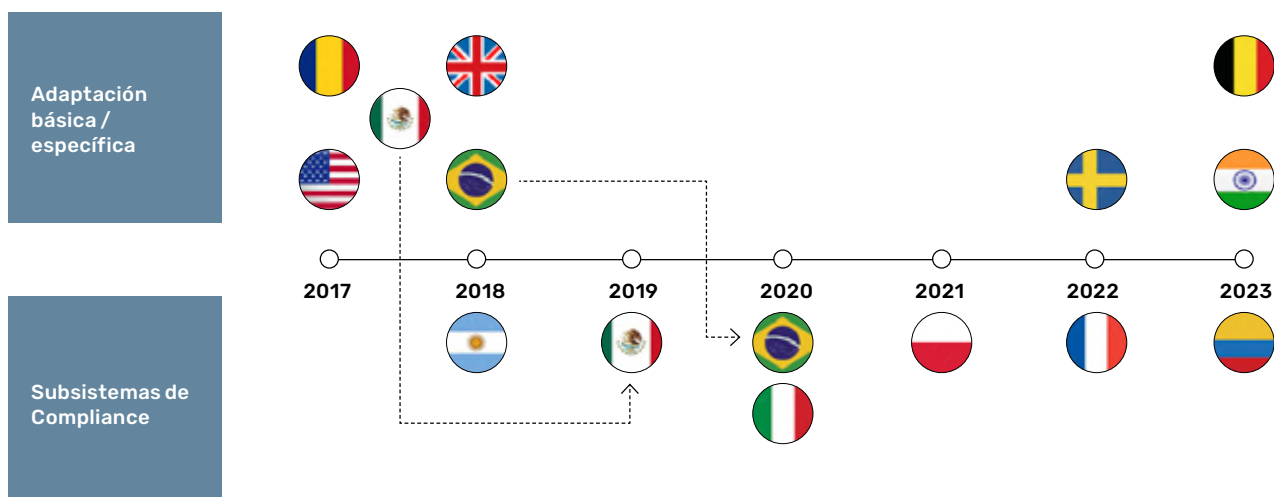 Adaptación
básica /
específica
2017
2018
2019
2020
2021
2022
2023
Subsistemas de
Compliance